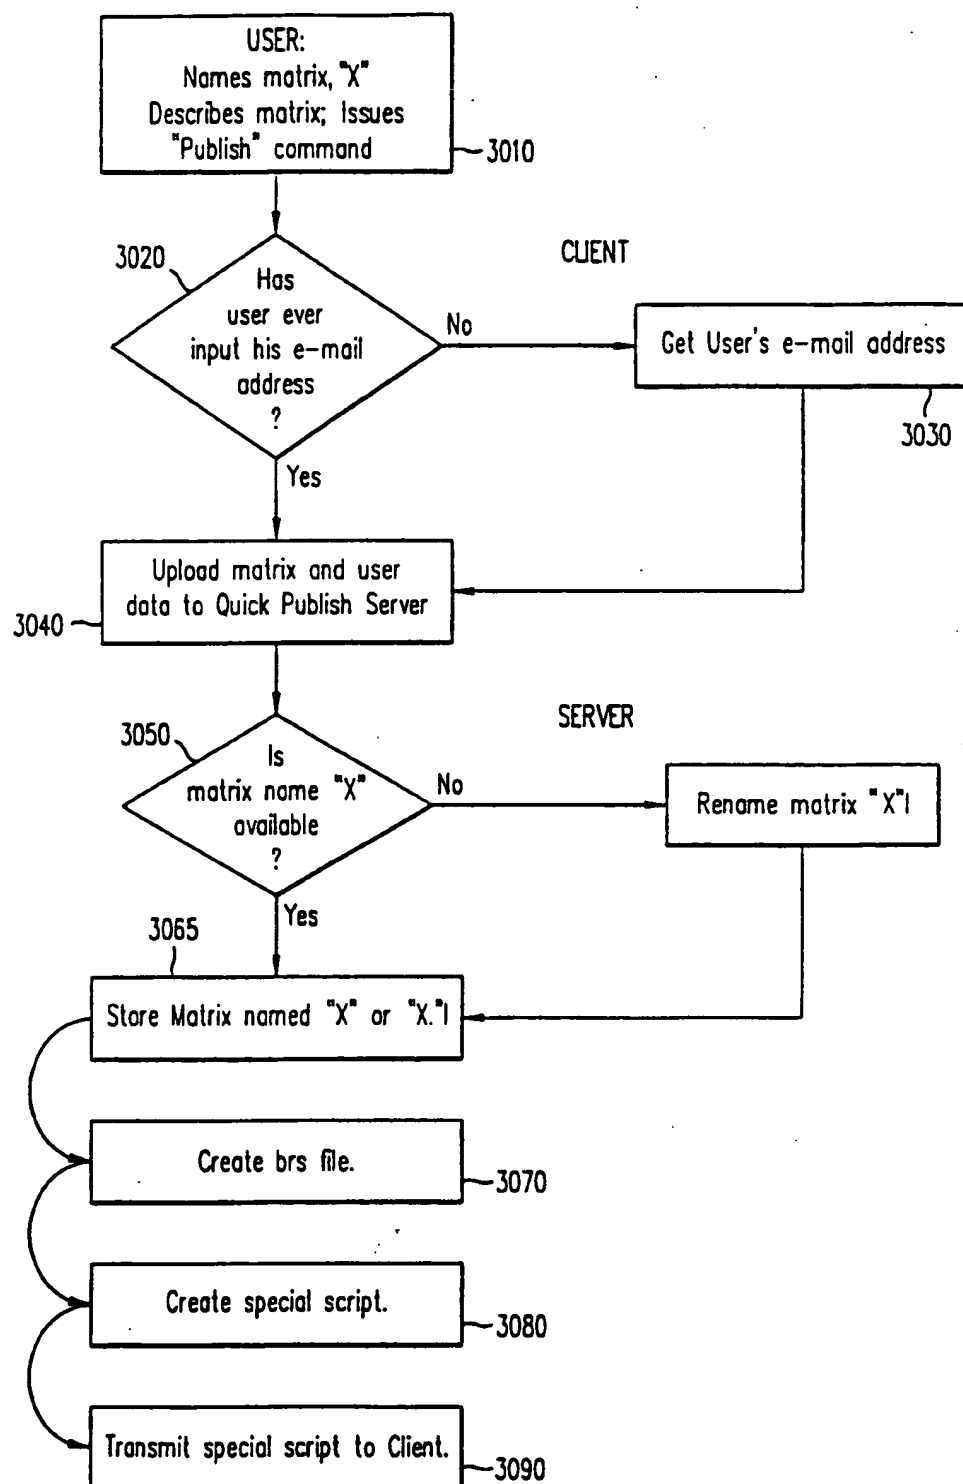 USER:
Names matrix, "X"
Describes matrix; Issues
"Publish" command
3010
3020
Has
user ever
input his e-mail
address
?
No
CLIENT
Get User's e-mail address
3030
Yes
Upload matrix and user
data to Quick Publish Server
3040
3050
Is
matrix name "X"
available
?
No
SERVER
Rename matrix "X"1
Yes
3065
Store Matrix named "X" or "X."1
Create brs file.
3070
Create special script.
3080
Transmit special script to Client.
3090